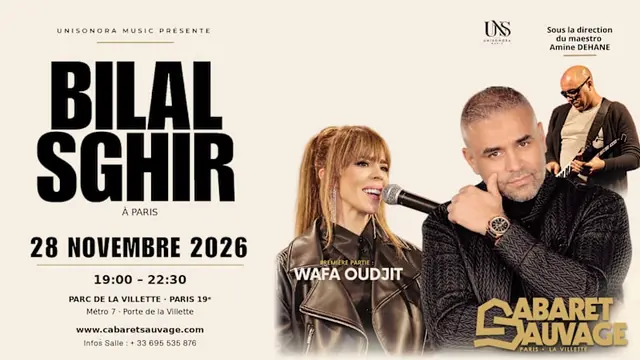 UNISONORA MUSIC PRÉSENTE
BILAL
SGHIR
À PARIS
28 NOVEMBRE 2026
19:00 – 22:30
PARC DE LA VILLETTE · PARIS 19ᵉ
Métro 7 · Porte de la Villette
www.cabaretsauvage.com
Infos Salle : + 33 695 535 876
UNS
UNISONORA
Sous la direction
du maestro
Amine DEHANE
PREMIÈRE PARTIE :
WAFA OUDJIT
CABARET
SAUVAGE
PARIS • LA VILLETTE